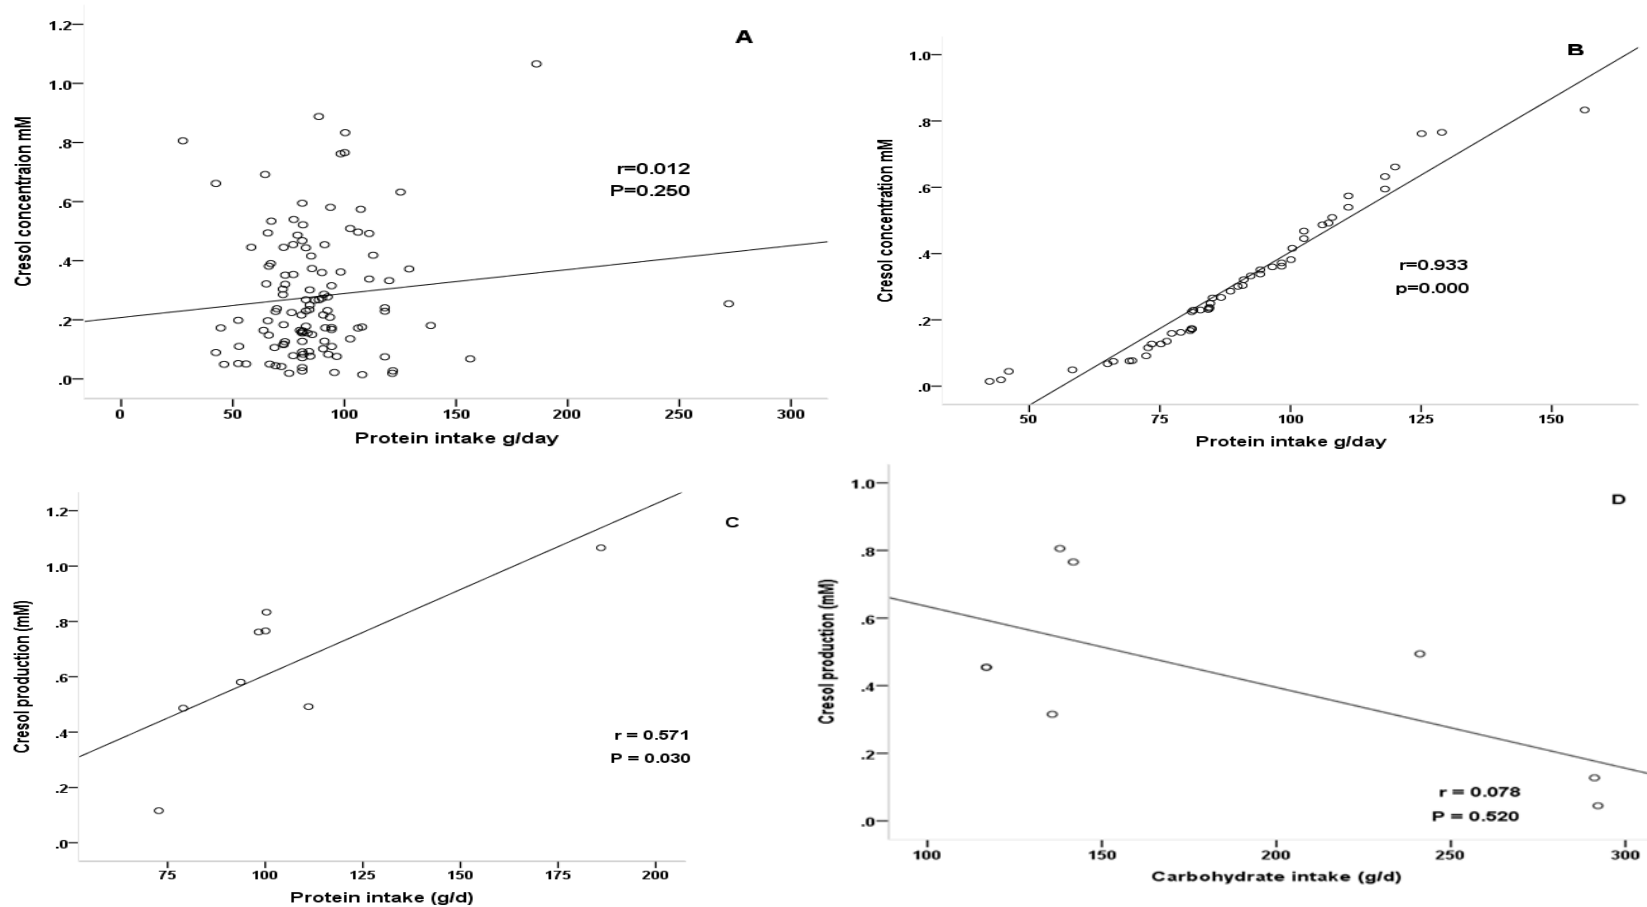 A
1.2
1.0
.8
.6
.4
.2
.0
Cresol concentraion mM
r=0.012
P=0.250
0 50 100 150 200 250 300
Protein intake g/day
B
1.0
.8
.6
.4
.2
.0
Cresol concentration mM
r=0.933
p=0.000
50 75 100 125 150
Protein intake g/day
C
1.2
1.0
.8
.6
.4
.2
.0
Cresol production (mM)
r = 0.571
P = 0.030
75 100 125 150 175 200
Protein intake (g/d)
D
1.0
.8
.6
.4
.2
.0
Cresol production (mM)
r = 0.078
P = 0.520
100 150 200 250 300
Carbohydrate intake (g/d)